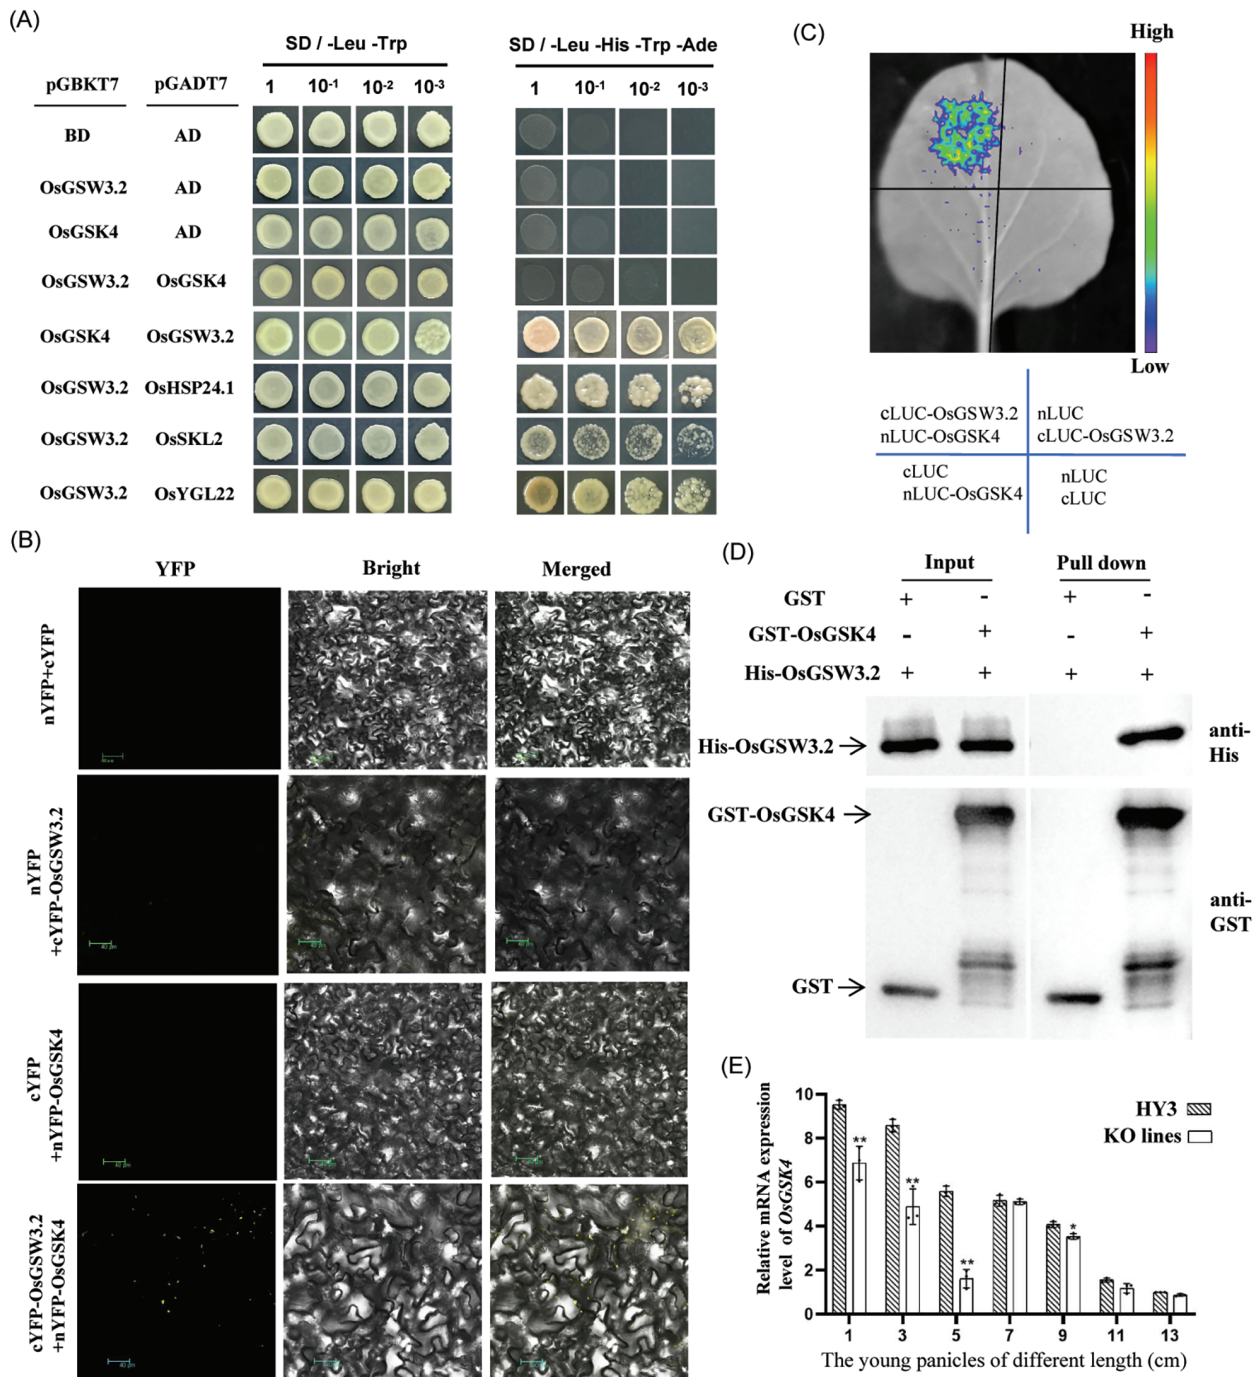 (A)
SD / -Leu -Trp
SD / -Leu -His -Trp -Ade
pGBKT7 pGADT7 1 10-1 10-2 10-3 1 10-1 10-2 10-3
BD AD
OsGSW3.2 AD
OsGSK4 AD
OsGSW3.2 OsGSK4
OsGSK4 OsGSW3.2
OsGSW3.2 OsHSP24.1
OsGSW3.2 OsSKL2
OsGSW3.2 OsYGL22
(B)
YFP Bright Merged
nYFP+cYFP
nYFP
+cYFP-OsGSW3.2
40 μm
cYFP
+nYFP-OsGSK4
40 μm
cYFP-OsGSW3.2
+nYFP-OsGSK4
40 μm
(C)
High
Low
cLUC-OsGSW3.2
nLUC-OsGSK4
nLUC
cLUC-OsGSW3.2
cLUC
nLUC-OsGSK4
nLUC
cLUC
(D)
Input Pull down
GST + - + -
GST-OsGSK4 - + - +
His-OsGSW3.2 + + + +
His-OsGSW3.2
anti-
His
GST-OsGSK4
anti-
GST
GST
(E)
Relative mRNA expression
level of OsGSK4
10
8
6
4
2
0
HY3
KO lines
** ** ** *
1 3 5 7 9 11 13
The young panicles of different length (cm)